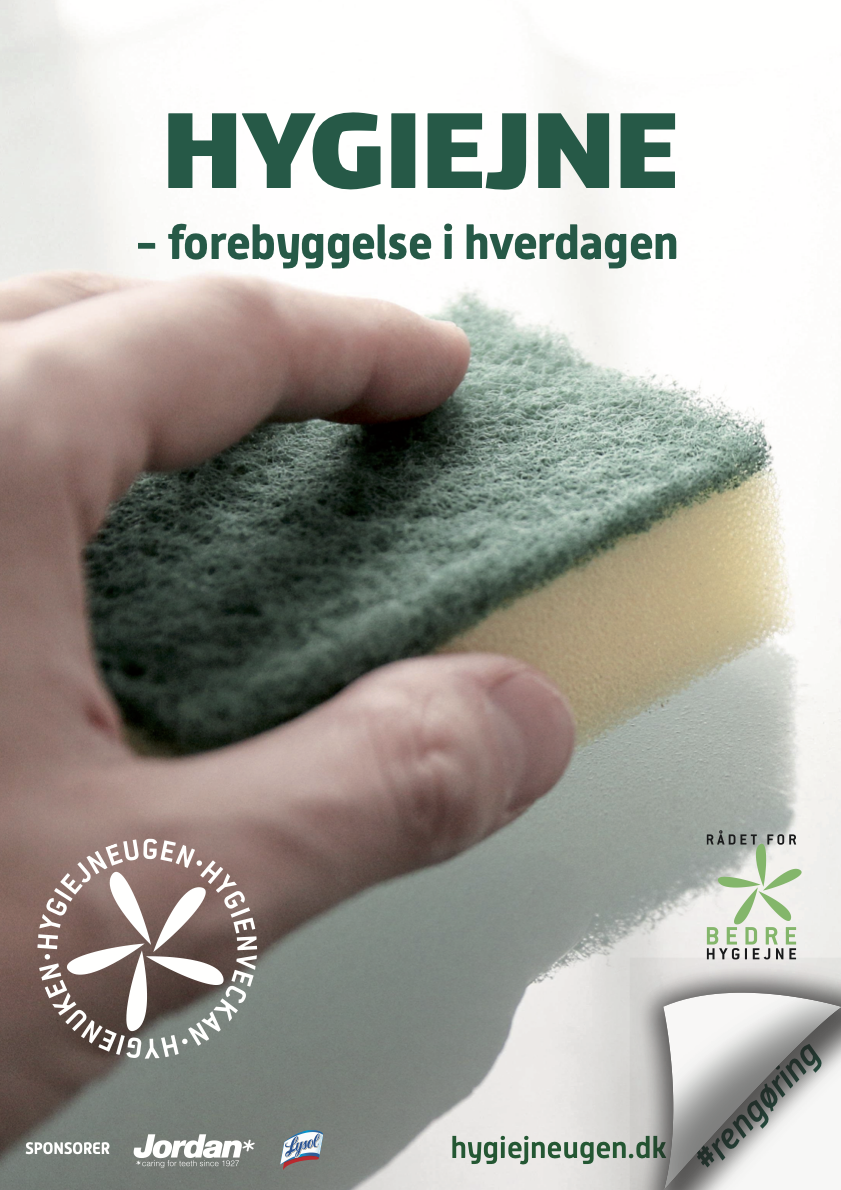 HYGIEJNE
– forebyggelse i hverdagen
HYGIEJNEUGEN·HYGIENVECKAN·HYGIENUKEN·
RÅDET FOR
BEDRE
HYGIEJNE
#rengøring
SPONSORER
Jordan*
*caring for teeth since 1927
Lysol
hygiejneugen.dk